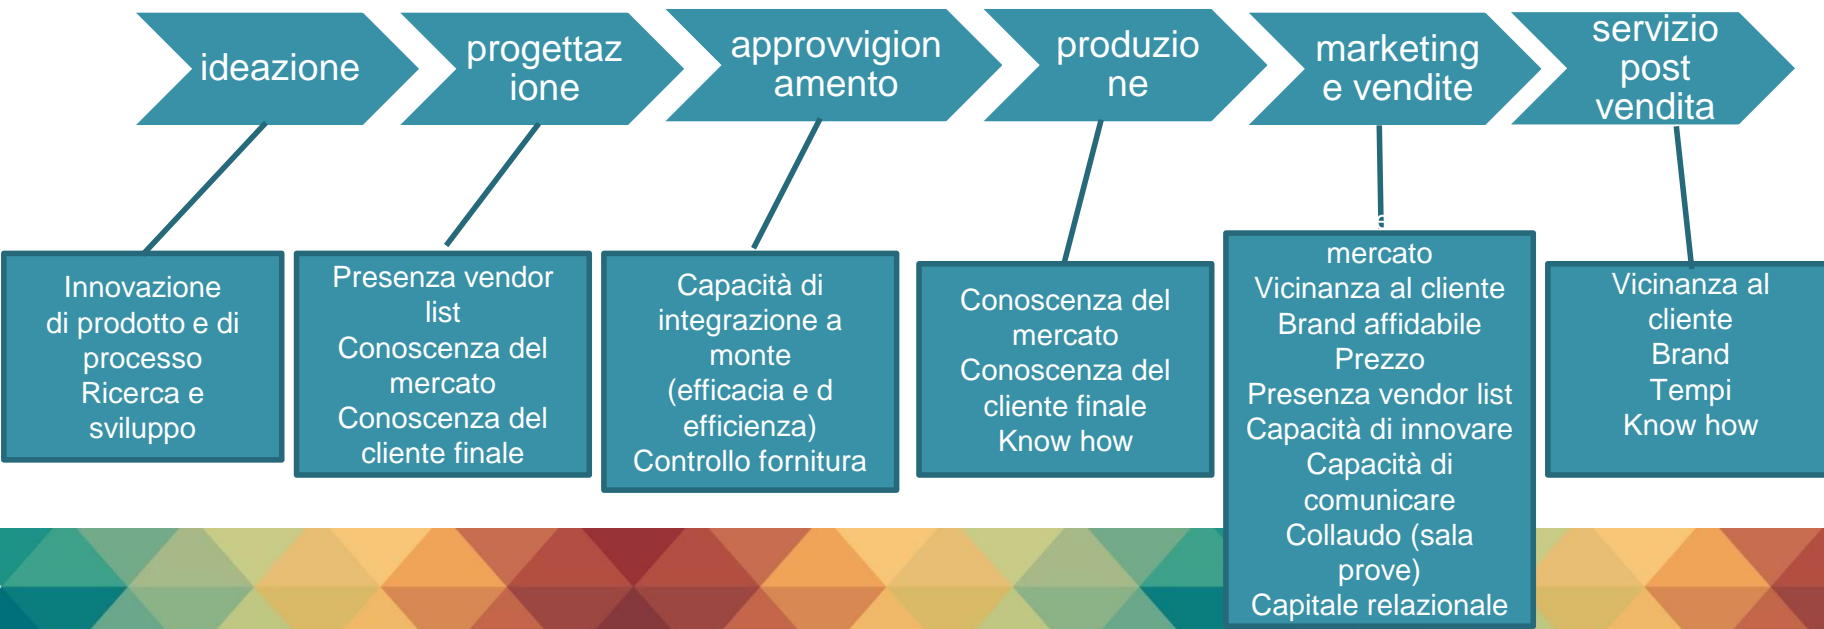 ideazione
progettaz
ione
approvvigion
amento
produzio
ne
marketing
e vendite
servizio
post
vendita
Innovazione
di prodotto e di
processo
Ricerca e
sviluppo
Presenza vendor
list
Conoscenza del
mercato
Conoscenza del
cliente finale
Capacità di
integrazione a
monte
(efficacia e d
efficienza)
Controllo fornitura
Conoscenza del
mercato
Conoscenza del
cliente finale
Know how
mercato
Vicinanza al cliente
Brand affidabile
Prezzo
Presenza vendor list
Capacità di innovare
Capacità di
comunicare
Collaudo (sala
prove)
Capitale relazionale
Vicinanza al
cliente
Brand
Tempi
Know how